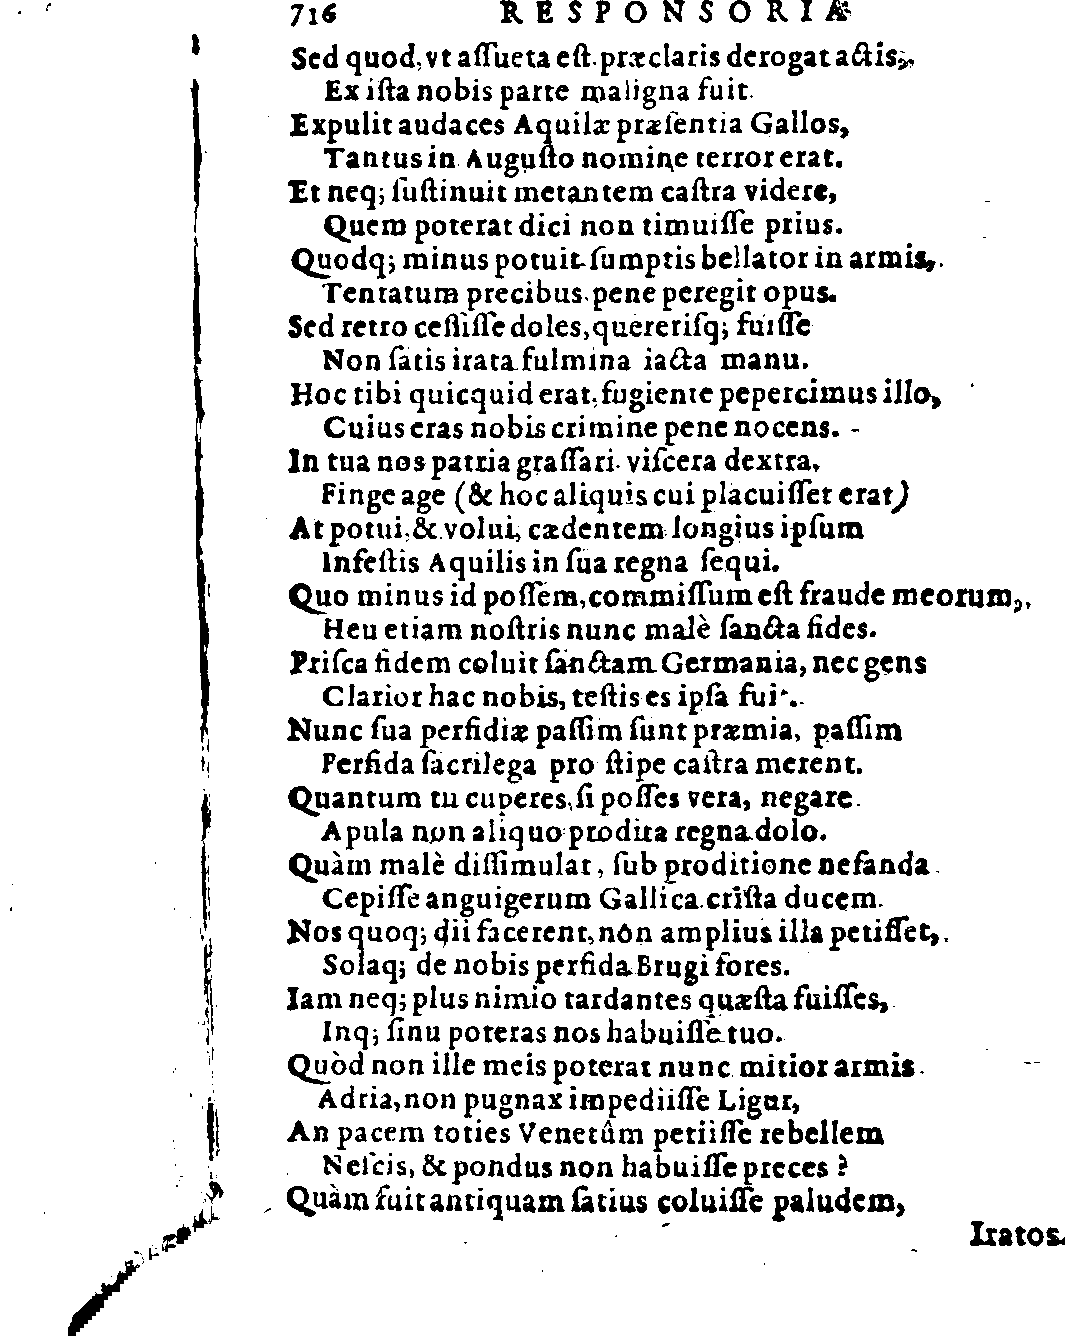 716 RESPONSORIÆ
Sed quod, vt aſſueta eſt præclaris derogat actis,
Ex iſta nobis parte maligna fuit.
Expulit audaces Aquilæ præſentia Gallos,
Tantus in Auguſto nomine terror erat.
Et neq; ſuſtinuit metantem caſtra videre,
Quem poterat dici non timuiſſe prius.
Quodq; minus potuit ſumptis bellator in armis,
Tentatum precibus pene peregit opus.
Sed retro ceſſiſſe doles, quereriſq; fuiſſe
Non ſatis irata fulmina iacta manu.
Hoc tibi quicquid erat, fugiente pepercimus illo,
Cuius eras nobis crimine pene nocens.
In tua nos patria graſſari viſcera dextra,
Finge age (& hoc aliquis cui placuiſſet erat)
At potui, & volui, cædentem longius ipſum
Infeſtis Aquilis in ſua regna ſequi.
Quo minus id poſſem, commiſſum eſt fraude meorum,
Heu etiam noſtris nunc malè ſancta fides.
Priſca fidem coluit ſanctam Germania, nec gens
Clarior hac nobis, teſtis es ipſa fuit.
Nunc ſua perfidiæ paſſim ſunt præmia, paſſim
Perfida ſacrilega pro ſtipe caſtra merent.
Quantum tu cuperes, ſi poſſes vera, negare
Apula non aliquo prodita regna dolo.
Quàm malè diſſimulat, ſub proditione nefanda
Cepiſſe anguigerum Gallica criſta ducem.
Nos quoq; dii facerent, non amplius illa petiſſet,
Solaq; de nobis perfida Brugi fores.
Iam neq; plus nimio tardantes quæſta fuiſſes,
Inq; ſinu poteras nos habuiſſe tuo.
Quòd non ille meis poterat nunc mitior armis
Adria, non pugnax impediiſſe Ligur,
An pacem toties Venetûm petiiſſe rebellem
Neſcis, & pondus non habuiſſe preces ?
Quàm fuit antiquam ſatius coluiſſe paludem,
Iratos